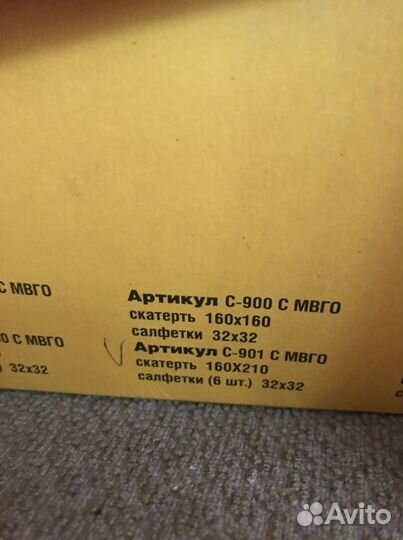 С МВГО
0 С МВГО
) 32х32
Артикул С-900 С МВГО
скатерть 160х160
салфетки 32х32
Артикул С-901 С МВГО
скатерть 160Х210
салфетки (6 шт.) 32х32
Avito